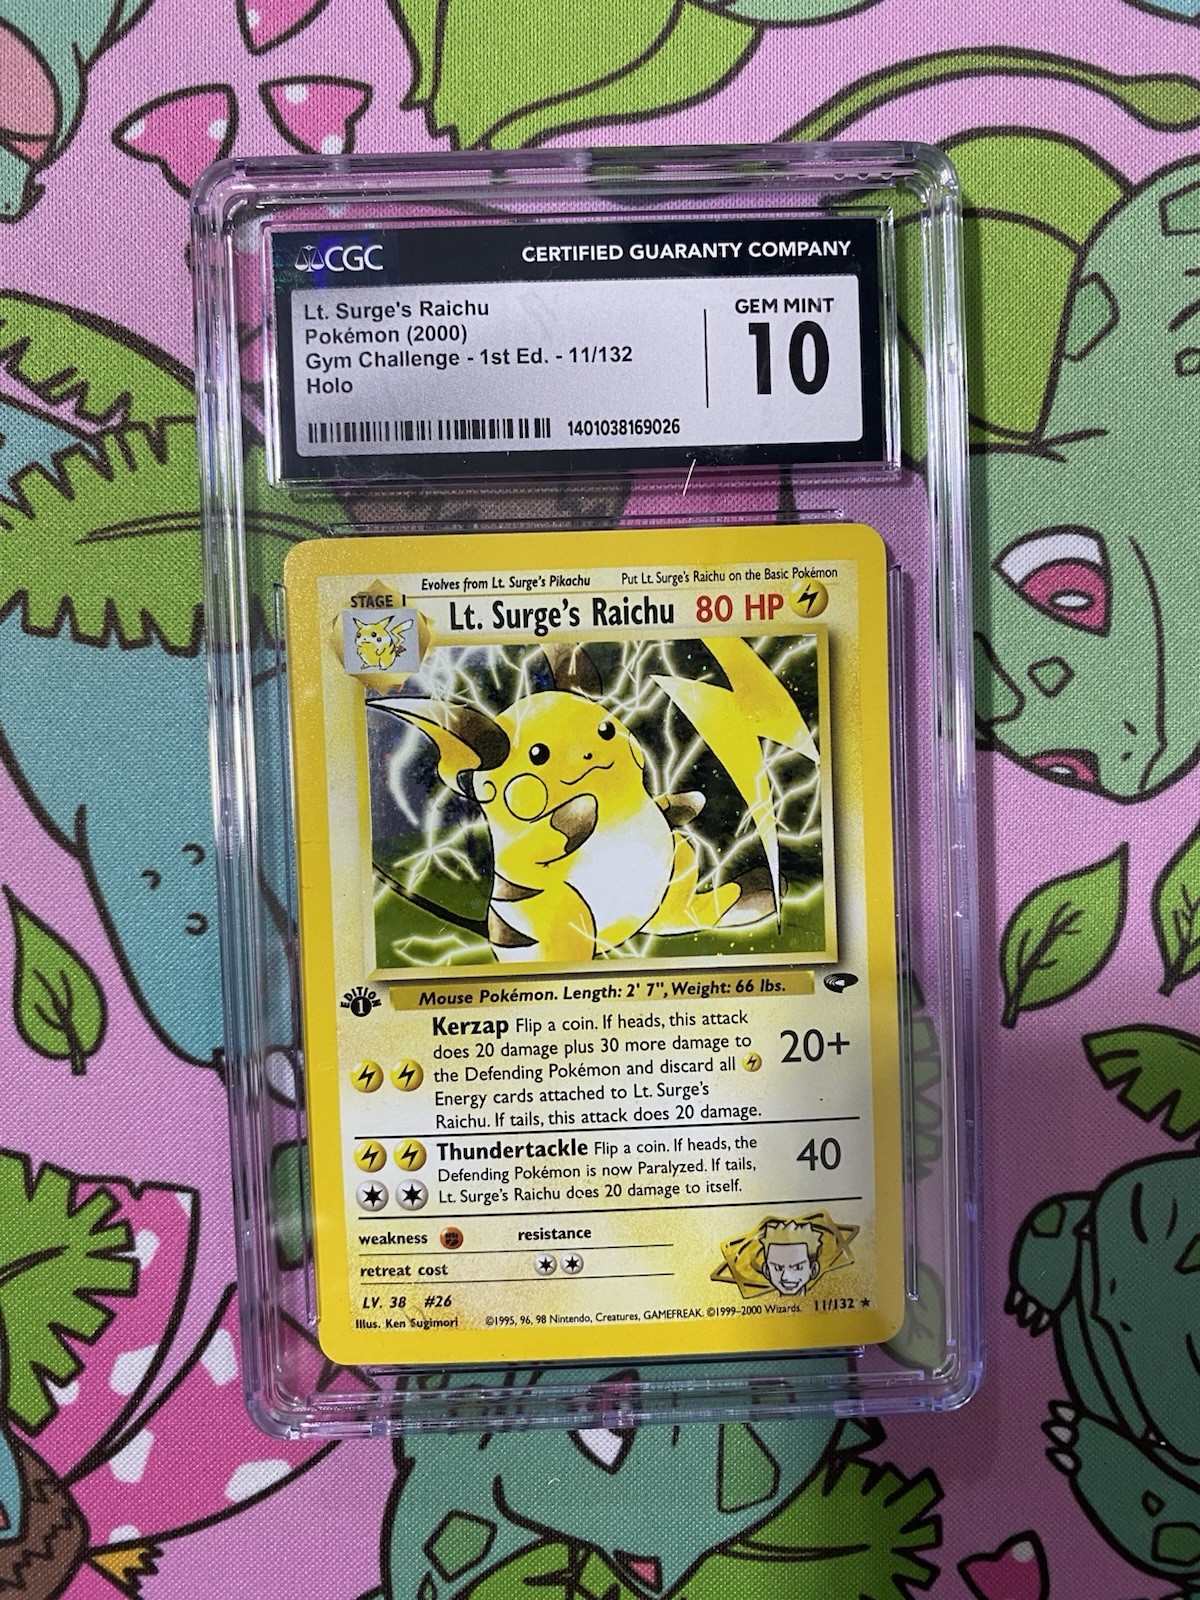 CGC
CERTIFIED GUARANTY COMPANY
Lt. Surge's Raichu
Pokémon (2000)
Gym Challenge - 1st Ed. - 11/132
Holo
GEM MINT
10
1401038169026
Evolves from Lt. Surge's Pikachu
Put Lt. Surge's Raichu on the Basic Pokémon
STAGE 1
Lt. Surge's Raichu 80 HP
EDITION
1
Mouse Pokémon. Length: 2' 7", Weight: 66 lbs.
Kerzap Flip a coin. If heads, this attack
does 20 damage plus 30 more damage to
the Defending Pokémon and discard all
Energy cards attached to Lt. Surge's
Raichu. If tails, this attack does 20 damage.
20+
Thundertackle Flip a coin. If heads, the
Defending Pokémon is now Paralyzed. If tails,
Lt. Surge's Raichu does 20 damage to itself.
40
weakness
resistance
retreat cost
LV. 38 #26
Illus. Ken Sugimori
©1995, 96, 98 Nintendo, Creatures, GAMEFREAK. ©1999-2000 Wizards.
11/132 ★